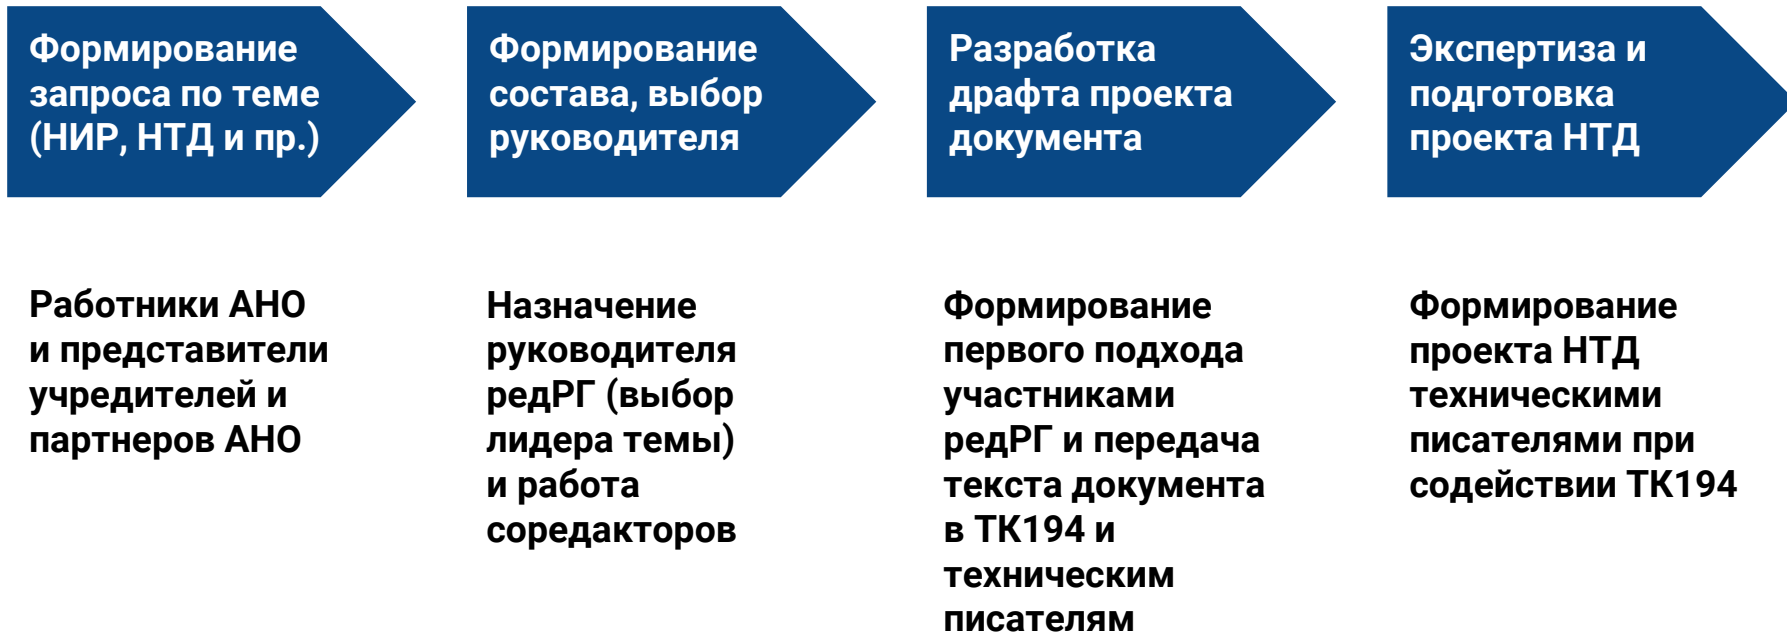 Формирование
запроса по теме
(НИР, НТД и пр.)
Формирование
состава, выбор
руководителя
Разработка
драфта проекта
документа
Экспертиза и
подготовка
проекта НТД
Работники АНО
и представители
учредителей и
партнеров АНО
Назначение
руководителя
редРГ (выбор
лидера темы)
и работа
соредакторов
Формирование
первого подхода
участниками
редРГ и передача
текста документа
в ТК194 и
техническим
писателям
Формирование
проекта НТД
техническими
писателями при
содействии ТК194